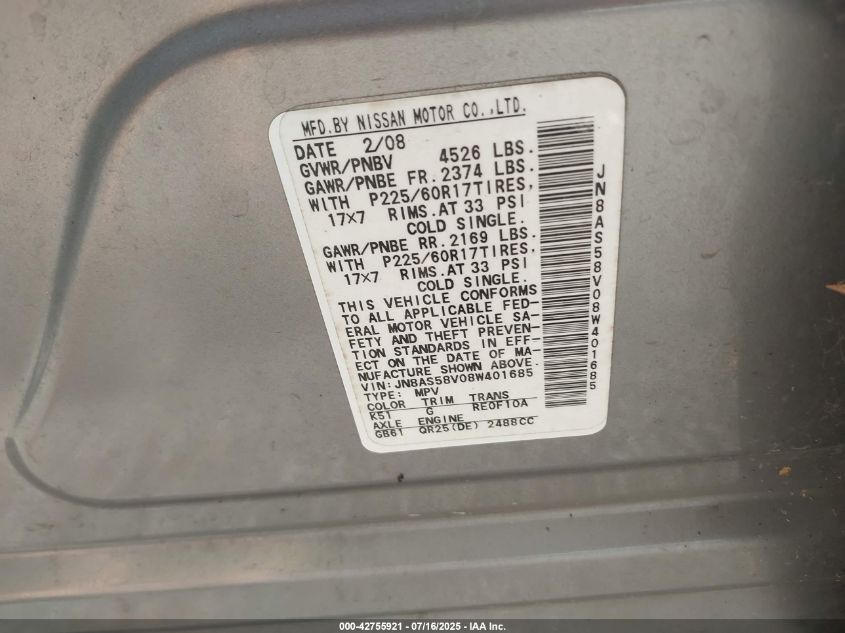 MFD.BY NISSAN MOTOR CO.,LTD.
DATE 2/08
GVWR/PNBV 4526 LBS.
GAWR/PNBE FR. 2374 LBS.
WITH P225/60R17TIRES,
17X7 RIMS.AT 33 PSI
COLD SINGLE.
GAWR/PNBE RR. 2169 LBS.
WITH P225/60R17TIRES,
17X7 RIMS.AT 33 PSI
COLD SINGLE.
THIS VEHICLE CONFORMS
TO ALL APPLICABLE FED-
ERAL MOTOR VEHICLE SA-
FETY AND THEFT PREVEN-
TION STANDARDS IN EFF-
ECT ON THE DATE OF MA-
NUFACTURE SHOWN ABOVE.
VIN: JN8AS58V08W401685
TYPE: MPV
COLOR TRIM TRANS
K51 G RE0F10A
AXLE ENGINE
GB61 QR25(DE) 2488CC
JN8AS58V08W401685
000-42755921 - 07/16/2025 - IAA Inc.